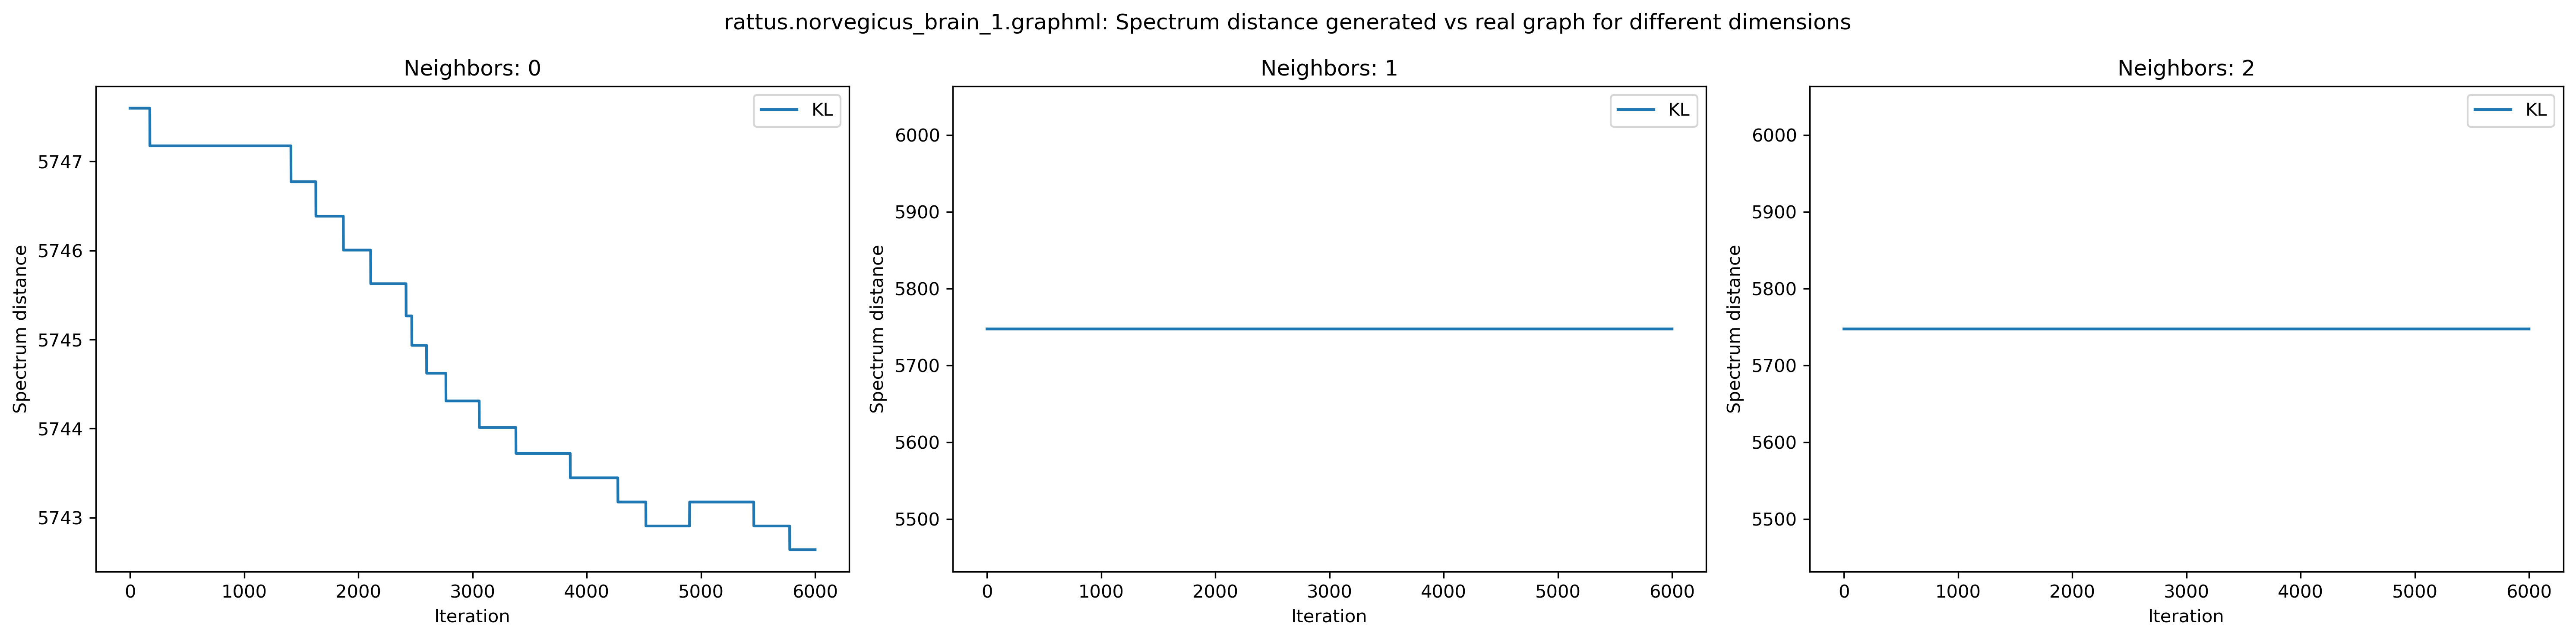 rattus.norvegicus_brain_1.graphml: Spectrum distance generated vs real graph for different dimensions
Neighbors: 0
KL
5747
5746
5745
5744
5743
Spectrum distance
0 1000 2000 3000 4000 5000 6000
Iteration
Neighbors: 1
KL
6000
5900
5800
5700
5600
5500
Spectrum distance
0 1000 2000 3000 4000 5000 6000
Iteration
Neighbors: 2
KL
6000
5900
5800
5700
5600
5500
Spectrum distance
0 1000 2000 3000 4000 5000 6000
Iteration